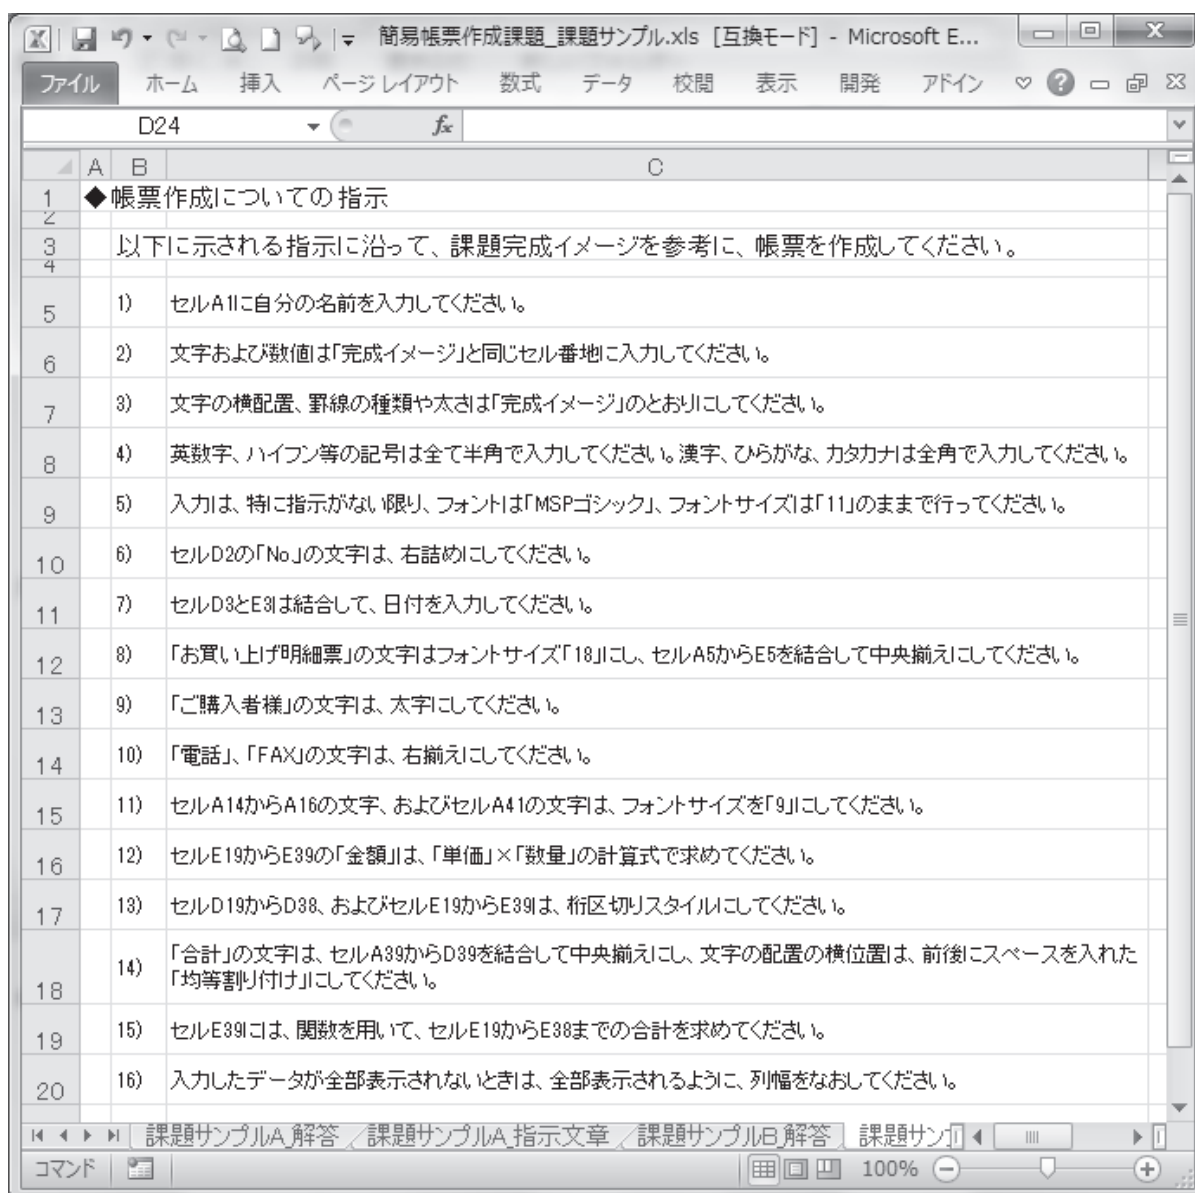 簡易帳票作成課題_課題サンプル.xls [互換モード] - Microsoft E...
ファイル ホーム 挿入 ページ レイアウト 数式 データ 校閲 表示 開発 アドイン
D24 fx
A B C
1 ◆帳票作成についての指示
2
3 以下に示される指示に沿って、課題完成イメージを参考に、帳票を作成してください。
4
5 1) セルA1に自分の名前を入力してください。
6 2) 文字および数値は「完成イメージ」と同じセル番地に入力してください。
7 3) 文字の横配置、罫線の種類や太さは「完成イメージ」のとおりにしてください。
8 4) 英数字、ハイフン等の記号は全て半角で入力してください。漢字、ひらがな、カタカナは全角で入力してください。
9 5) 入力は、特に指示がない限り、フォントは「MSPゴシック」、フォントサイズは「11」のままで行ってください。
10 6) セルD2の「No.」の文字は、右詰めにしてください。
11 7) セルD3とE3は結合して、日付を入力してください。
12 8) 「お買い上げ明細票」の文字はフォントサイズ「18」にし、セルA5からE5を結合して中央揃えにしてください。
13 9) 「ご購入者様」の文字は、太字にしてください。
14 10) 「電話」、「FAX」の文字は、右揃えにしてください。
15 11) セルA14からA16の文字、およびセルA41の文字は、フォントサイズを「9」にしてください。
16 12) セルE19からE39の「金額」は、「単価」×「数量」の計算式で求めてください。
17 13) セルD19からD38、およびセルE19からE39は、桁区切りスタイルにしてください。
18 14) 「合計」の文字は、セルA39からD39を結合して中央揃えにし、文字の配置の横位置は、前後にスペースを入れた
「均等割り付け」にしてください。
19 15) セルE39には、関数を用いて、セルE19からE38までの合計を求めてください。
20 16) 入力したデータが全部表示されないときは、全部表示されるように、列幅をなおしてください。
課題サンプルA_解答 課題サンプルA_指示文章 課題サンプルB_解答 課題サン
コマンド 100%